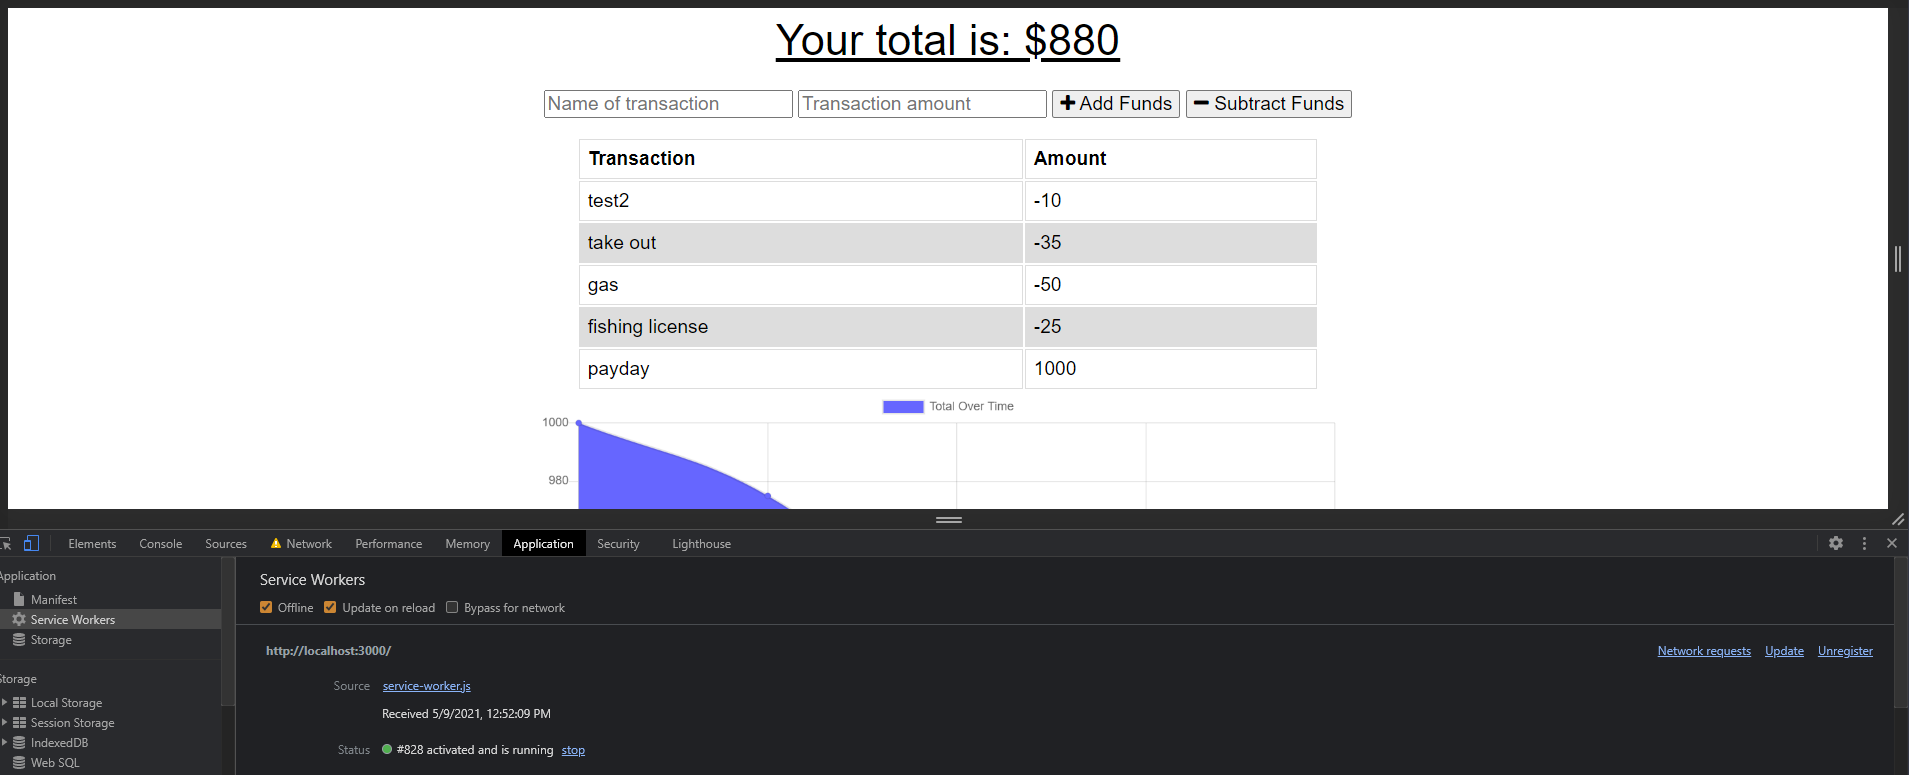 Your total is: $880
Name of transaction Transaction amount Add Funds Subtract Funds
Transaction Amount
test2 -10
take out -35
gas -50
fishing license -25
payday 1000
Total Over Time
1000
980
Elements Console Sources Network Performance Memory Application Security Lighthouse
Application
Manifest
Service Workers
Storage
Storage
Local Storage
Session Storage
IndexedDB
Web SQL
Service Workers
Offline Update on reload Bypass for network
http://localhost:3000/ Network requests Update Unregister
Source service-worker.js
Received 5/9/2021, 12:52:09 PM
Status #828 activated and is running stop